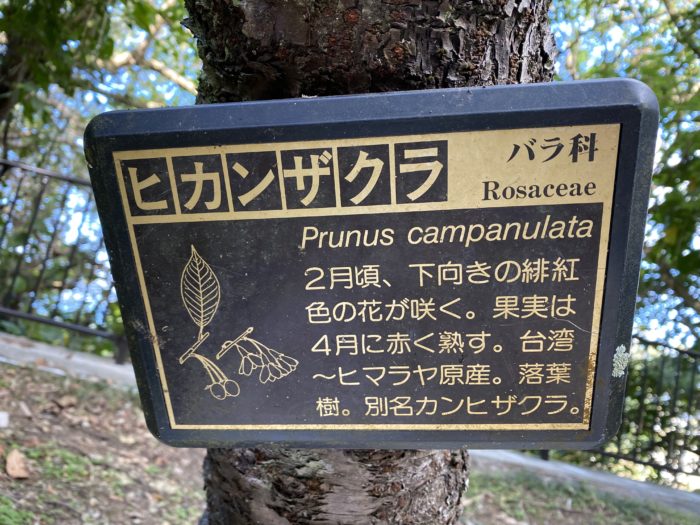 ヒカンザクラ
バラ科
Rosaceae
Prunus campanulata
2月頃、下向きの緋紅
色の花が咲く。果実は
4月に赤く熟す。台湾
〜ヒマラヤ原産。落葉
樹。別名カンヒザクラ。